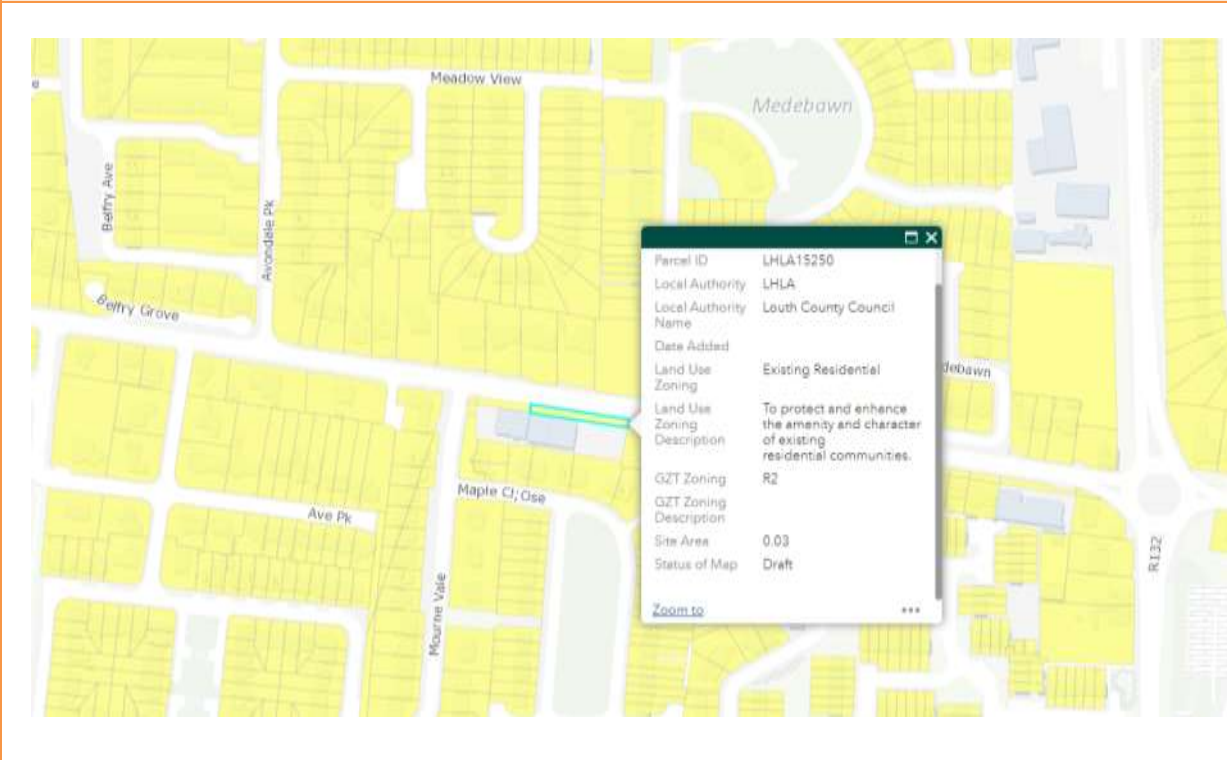 Meadow View
Medebawn
Belfry Ave
Avondale Pk
Belfry Grove
Parcel ID LHLA15250
Local Authority LHLA
Local Authority Louth County Council
Name
Date Added
Land Use Existing Residential
Zoning
Land Use To protect and enhance
Zoning the amenity and character
Description of existing
residential communities.
GZT Zoning R2
GZT Zoning
Description
Site Area 0.03
Status of Map Draft
Zoom to
Maple Cl;Ose
Ave Pk
Mourne Vale
R132